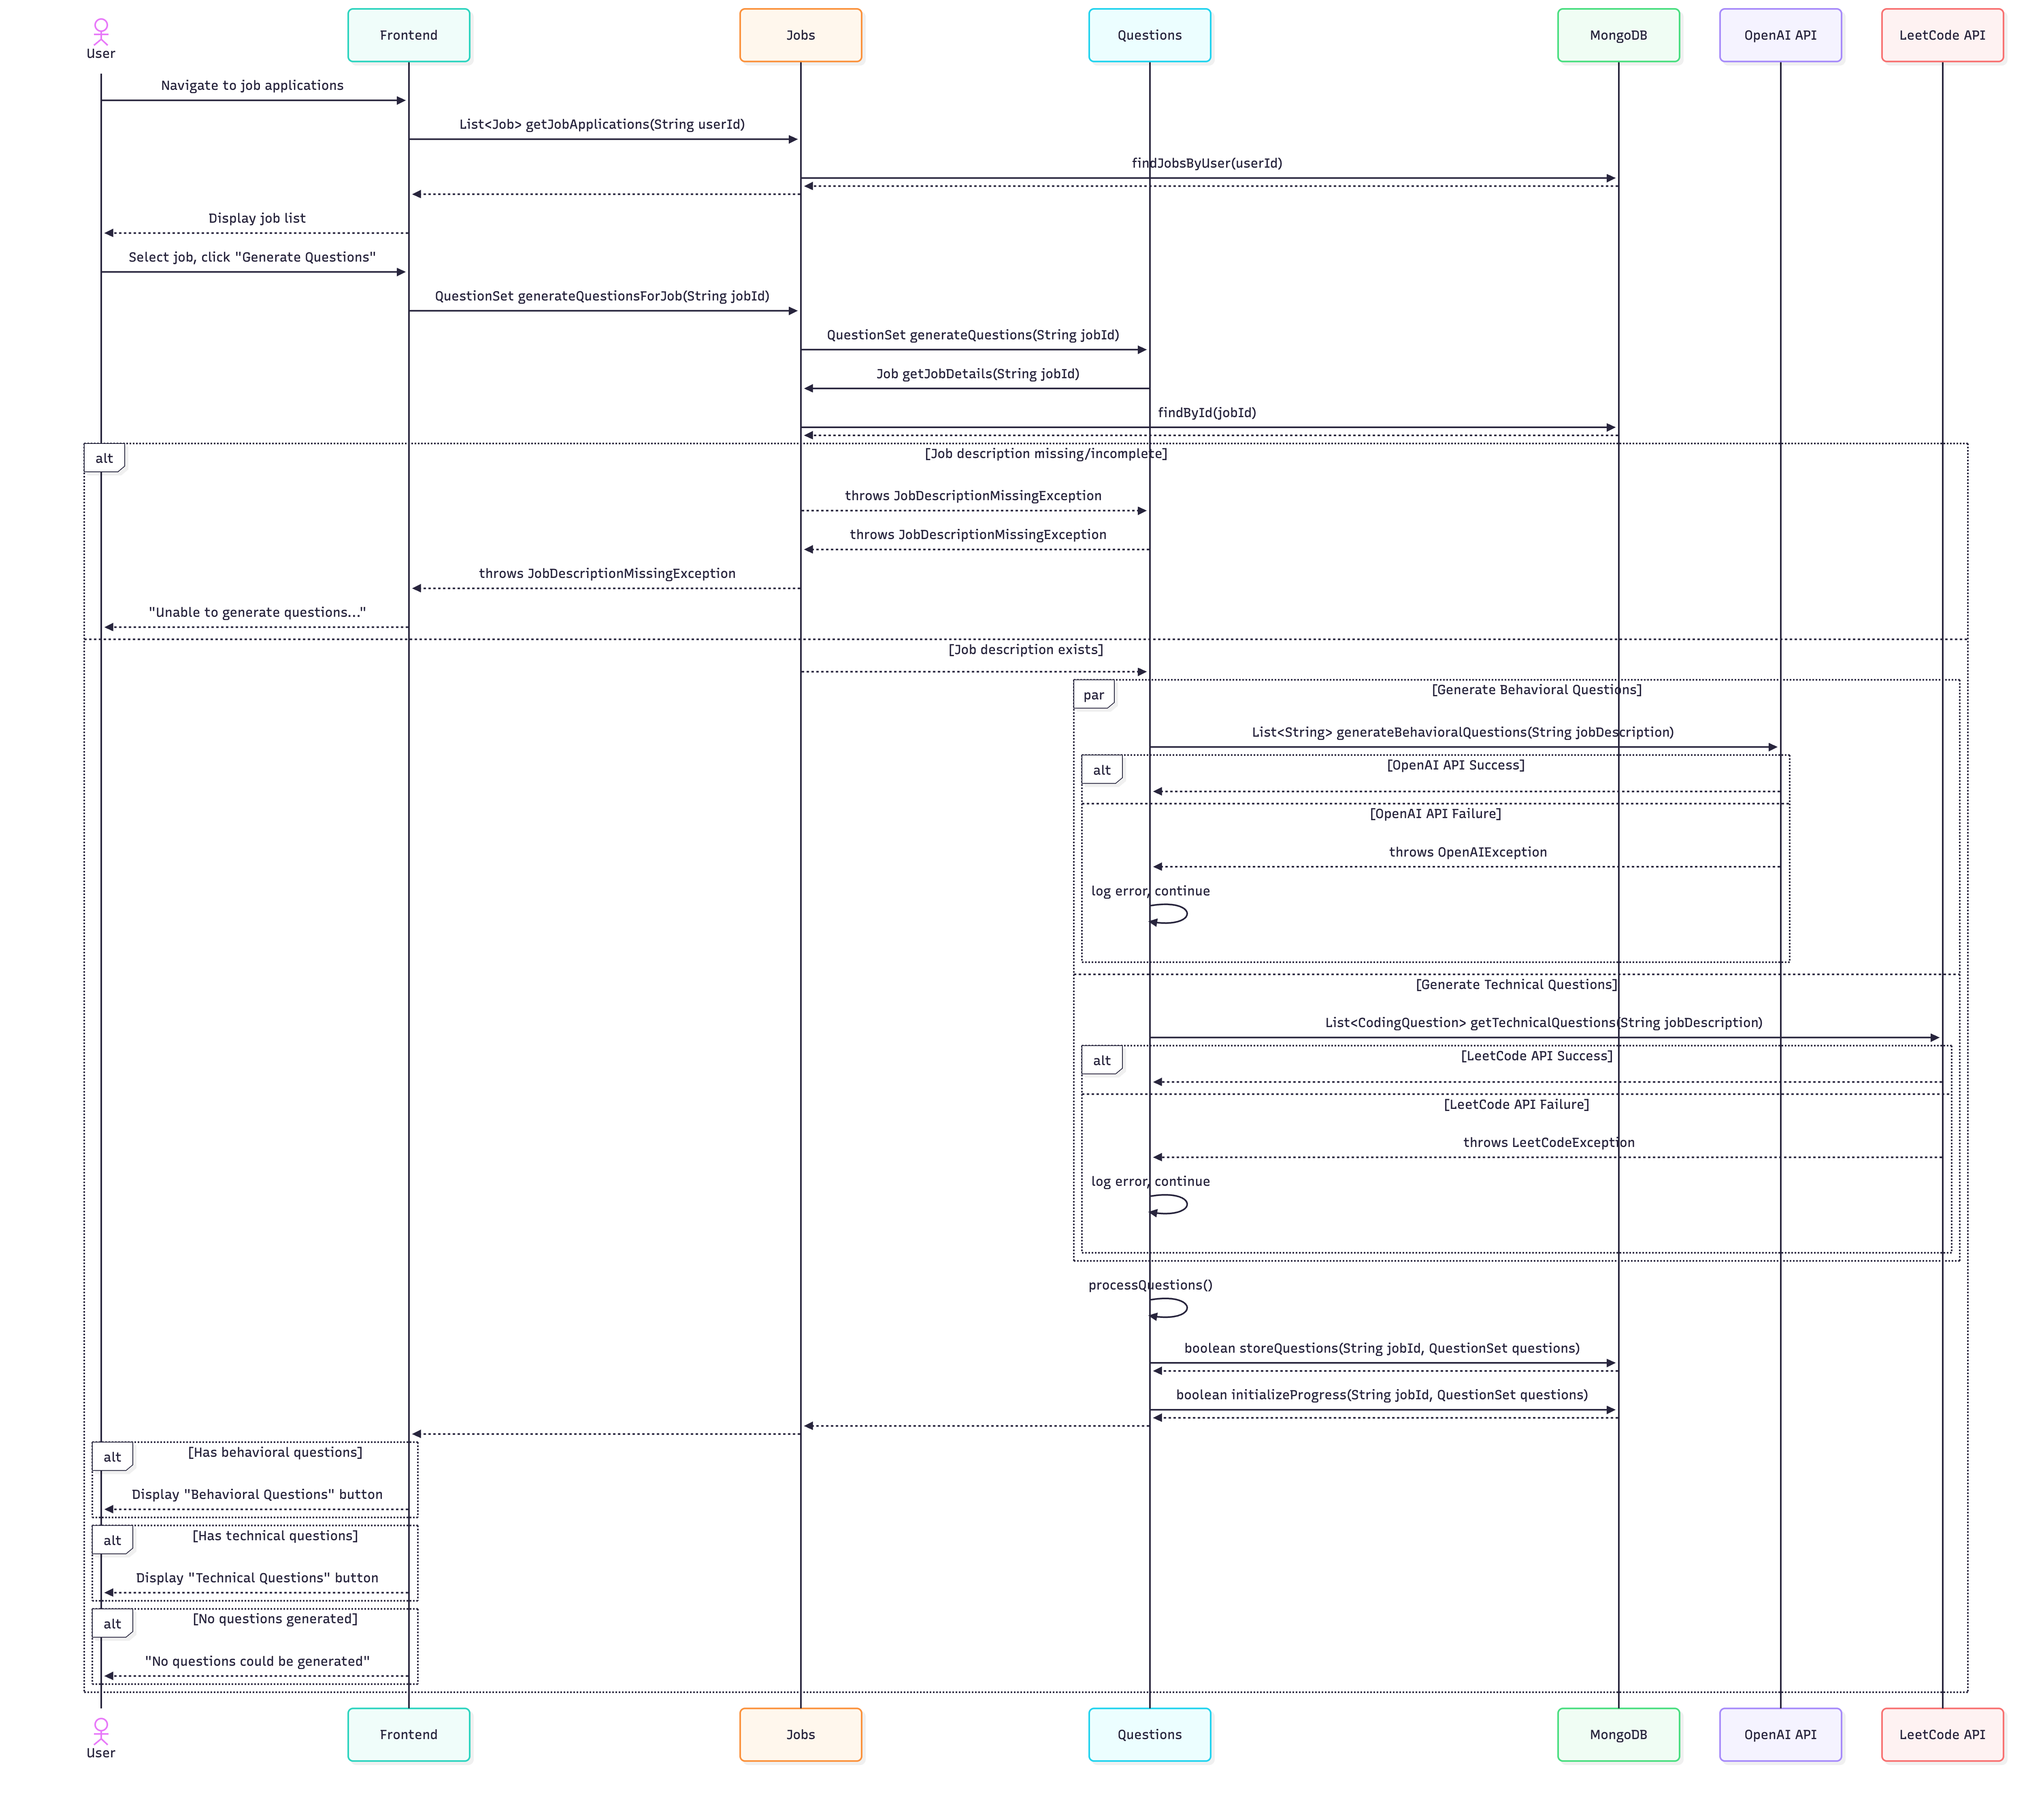 User
Frontend
Jobs
Questions
MongoDB
OpenAI API
LeetCode API
Navigate to job applications
List<Job> getJobApplications(String userId)
findJobsByUser(userId)
Display job list
Select job, click "Generate Questions"
QuestionSet generateQuestionsForJob(String jobId)
QuestionSet generateQuestions(String jobId)
Job getJobDetails(String jobId)
findById(jobId)
alt
[Job description missing/incomplete]
throws JobDescriptionMissingException
throws JobDescriptionMissingException
throws JobDescriptionMissingException
"Unable to generate questions..."
[Job description exists]
par
[Generate Behavioral Questions]
List<String> generateBehavioralQuestions(String jobDescription)
alt
[OpenAI API Success]
[OpenAI API Failure]
throws OpenAIException
log error, continue
[Generate Technical Questions]
List<CodingQuestion> getTechnicalQuestions(String jobDescription)
alt
[LeetCode API Success]
[LeetCode API Failure]
throws LeetCodeException
log error, continue
processQuestions()
boolean storeQuestions(String jobId, QuestionSet questions)
boolean initializeProgress(String jobId, QuestionSet questions)
alt
[Has behavioral questions]
Display "Behavioral Questions" button
alt
[Has technical questions]
Display "Technical Questions" button
alt
[No questions generated]
"No questions could be generated"
User
Frontend
Jobs
Questions
MongoDB
OpenAI API
LeetCode API